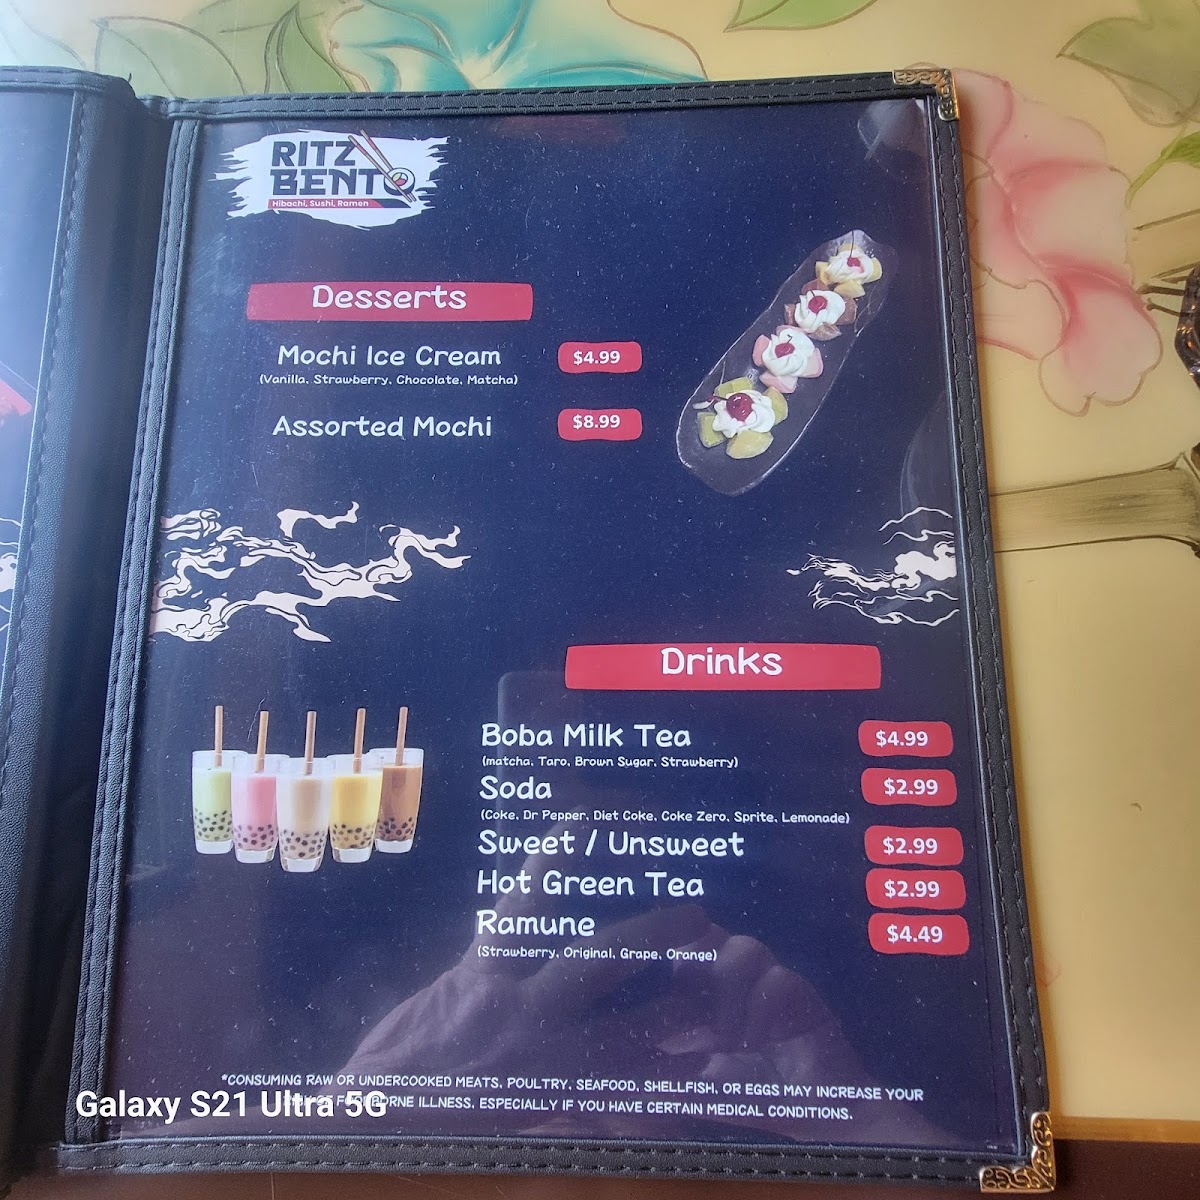 RITZ
BENTO
Hibachi, Sushi, Ramen
Desserts
Mochi Ice Cream $4.99
(Vanilla, Strawberry, Chocolate, Matcha)
Assorted Mochi $8.99
Drinks
Boba Milk Tea $4.99
(matcha, Taro, Brown Sugar, Strawberry)
Soda $2.99
(Coke, Dr Pepper, Diet Coke, Coke Zero, Sprite, Lemonade)
Sweet / Unsweet $2.99
Hot Green Tea $2.99
Ramune $4.49
(Strawberry, Original, Grape, Orange)
*CONSUMING RAW OR UNDERCOOKED MEATS, POULTRY, SEAFOOD, SHELLFISH, OR EGGS MAY INCREASE YOUR
OF FOODBORNE ILLNESS, ESPECIALLY IF YOU HAVE CERTAIN MEDICAL CONDITIONS.
Galaxy S21 Ultra 5G